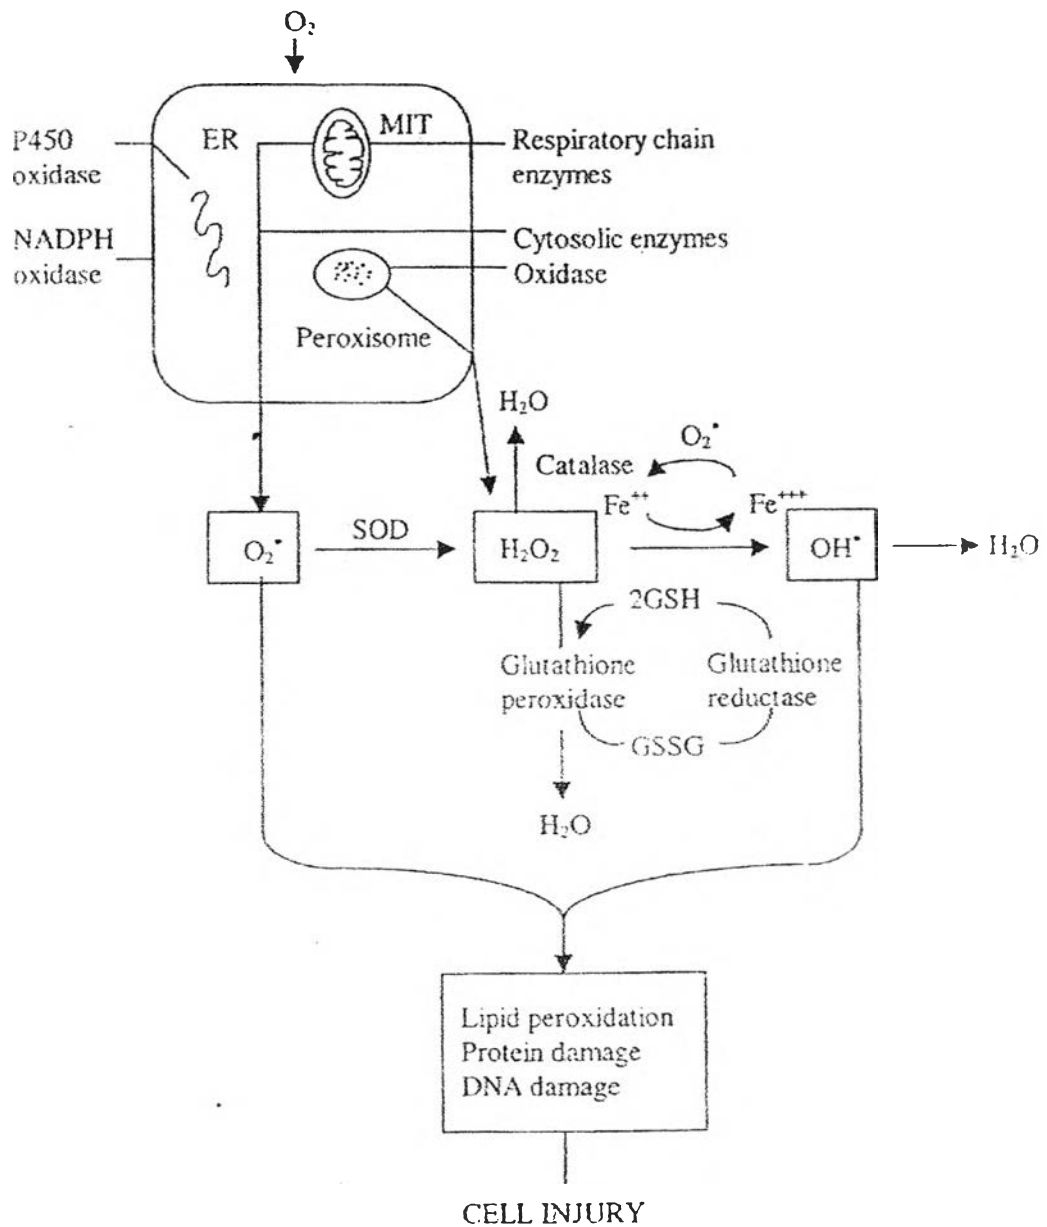 O₂
P450
oxidase
ER
MIT
Respiratory chain
enzymes
NADPH
oxidase
Cytosolic enzymes
Oxidase
Peroxisome
H₂O
O₂•
Catalase
Fe⁺⁺
Fe⁺⁺⁺
O₂•
SOD
H₂O₂
OH•
H₂O
2GSH
Glutathione
peroxidase
Glutathione
reductase
GSSG
H₂O
Lipid peroxidation
Protein damage
DNA damage
CELL INJURY